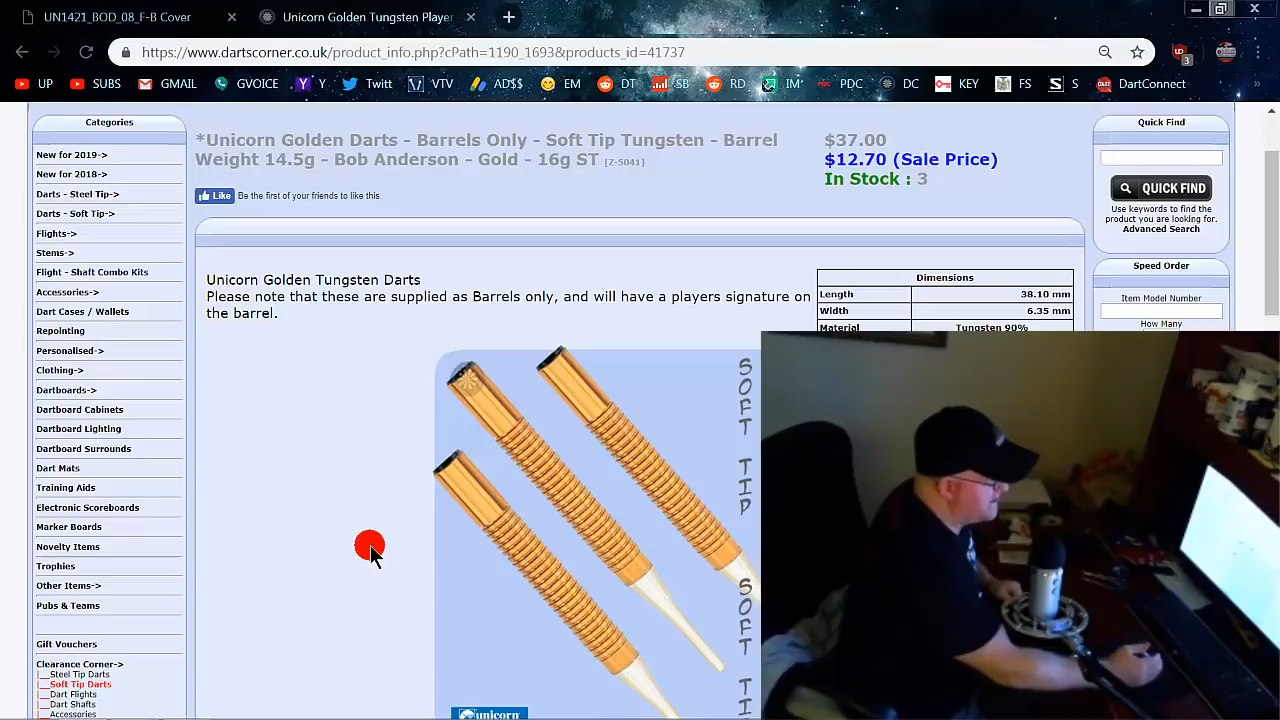 UN1421_BOD_08_F-B Cover
Unicorn Golden Tungsten Player
https://www.dartscorner.co.uk/product_info.php?cPath=1190_1693&products_id=41737
UP
SUBS
GMAIL
GVOICE
Y
Twitt
VTV
AD$$
EM
DT
SB
RD
IM'
PDC
DC
KEY
FS
S
DartConnect
3
Categories
New for 2019->
New for 2018->
Darts - Steel Tip->
Darts - Soft Tip->
Flights->
Stems->
Flight - Shaft Combo Kits
Accessories->
Dart Cases / Wallets
Repointing
Personalised->
Clothing->
Dartboards->
Dartboard Cabinets
Dartboard Lighting
Dartboard Surrounds
Dart Mats
Training Aids
Electronic Scoreboards
Marker Boards
Novelty Items
Trophies
Other Items->
Pubs & Teams
Gift Vouchers
Clearance Corner->
|__Steel Tip Darts
|__Soft Tip Darts
|__Dart Flights
|__Dart Shafts
|__Accessories
*Unicorn Golden Darts - Barrels Only - Soft Tip Tungsten - Barrel
Weight 14.5g - Bob Anderson - Gold - 16g ST [Z-5041]
$37.00
$12.70 (Sale Price)
In Stock : 3
Like
Be the first of your friends to like this.
Unicorn Golden Tungsten Darts
Please note that these are supplied as Barrels only, and will have a players signature on
the barrel.
Dimensions
Length 38.10 mm
Width 6.35 mm
Material Tungsten 90%
SOFT TIP
SOFT TI
unicorn
Quick Find
QUICK FIND
Use keywords to find the
product you are looking for.
Advanced Search
Speed Order
Item Model Number
How Many